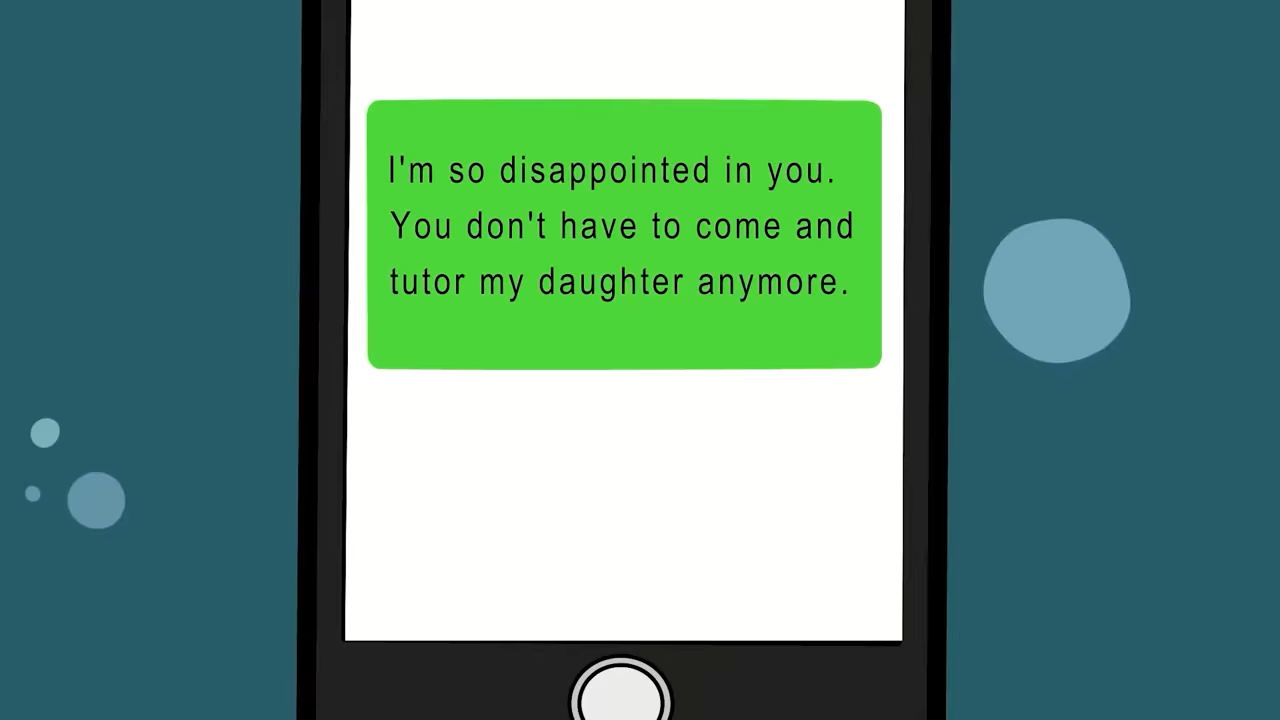 I'm so disappointed in you.
You don't have to come and
tutor my daughter anymore.